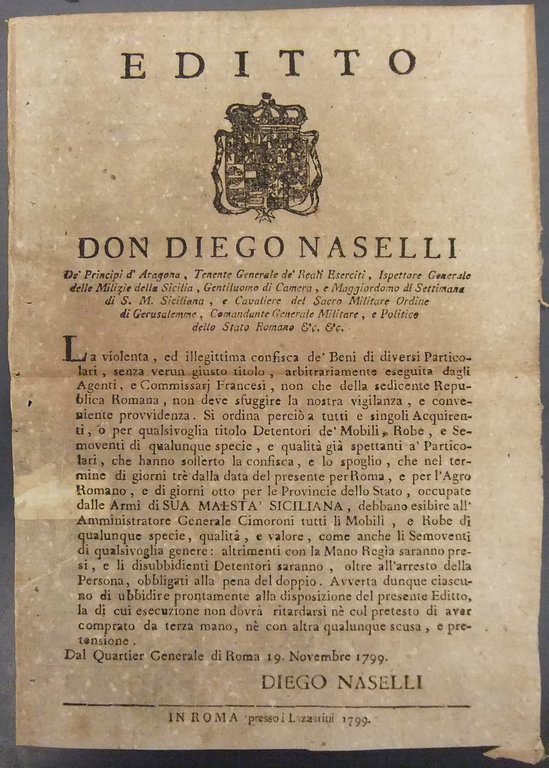 EDITTO
DON DIEGO NASELLI
De' Principi d' Aragona, Tenente Generale de' Reali Eserciti, Ispettore Generale
delle Milizie della Sicilia, Gentiluomo di Camera, e Maggiordomo di Settimana
di S. M. Siciliana, e Cavaliere del Sacro Militare Ordine
di Gerusalemme, Comandante Generale Militare, e Politico
dello Stato Romano &c. &c.
La violenta, ed illegittima confisca de' Beni di diversi Partico-
lari, senza verun giusto titolo, arbitrariamente eseguita dagli
Agenti, e Commissarj Francesi, non che della sedicente Repu-
blica Romana, non deve sfuggire la nostra vigilanza, e conve-
niente provvidenza. Si ordina perciò a tutti e singoli Acquiren-
ti, o per qualsivoglia titolo Detentori de' Mobili, Robe, e Se-
moventi di qualunque specie, e qualità già spettanti a' Partico-
lari, che hanno sofferto la confisca, e lo spoglio, che nel ter-
mine di giorni trè dalla data del presente per Roma, e per l'Agro
Romano, e di giorni otto per le Provincie dello Stato, occupate
dalle Armi di SUA MAESTA' SICILIANA, debbano esibire all'
Amministratore Generale Cimoroni tutti li Mobili, e Robe di
qualunque specie, qualità, e valore, come anche li Semoventi
di qualsivoglia genere: altrimenti con la Mano Regia saranno pre-
si, e li disubbidienti Detentori saranno, oltre all'arresto della
Persona, obbligati alla pena del doppio. Avverta dunque ciascu-
no di ubbidire prontamente alla disposizione del presente Editto,
la di cui esecuzione non dovrà ritardarsi nè col pretesto di aver
comprato da terza mano, nè con altra qualunque scusa, e pre-
tensione.
Dal Quartier Generale di Roma 19. Novembre 1799.
DIEGO NASELLI
IN ROMA presso i Lazzarini 1799.